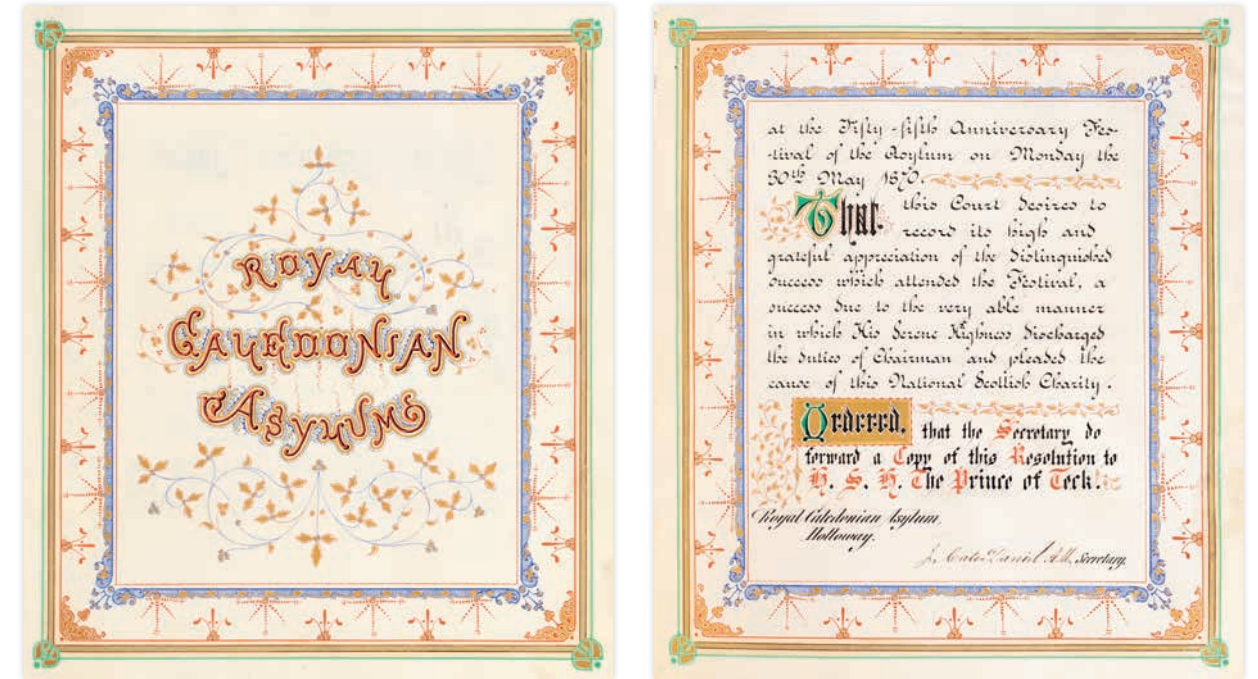 ROYAL
CALEDONIAN
ASYLUM
at the Fifty-fifth Anniversary Fes-
-tival of the Asylum on Monday the
30th May 1870.
That this Court desires to
record its high and
grateful appreciation of the distinguished
success which attended the Festival, a
success due to the very able manner
in which His Serene Highness discharged
the duties of Chairman and pleaded the
cause of this National Scottish Charity.
Ordered, that the Secretary do
forward a Copy of this Resolution to
H. S. H. The Prince of Teck.
Royal Caledonian Asylum,
Holloway.
Secretary.